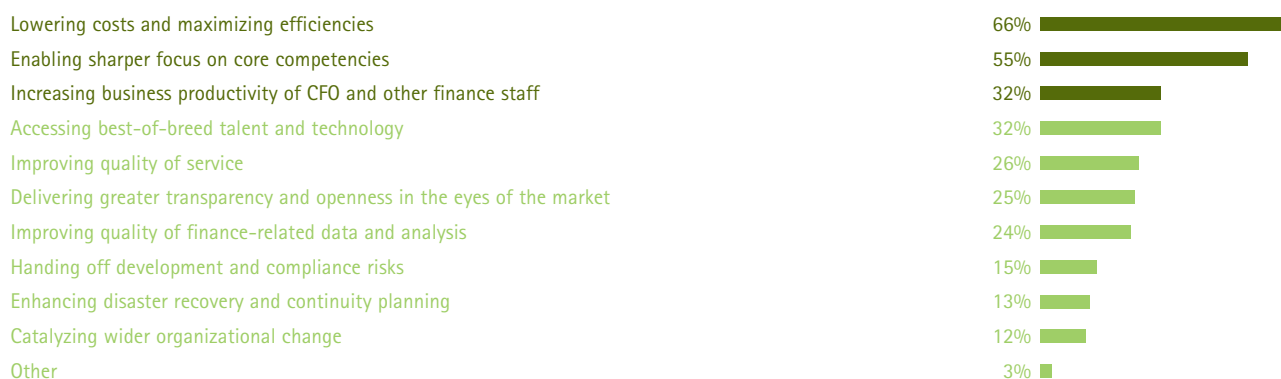 Lowering costs and maximizing efficiencies 66%
Enabling sharper focus on core competencies 55%
Increasing business productivity of CFO and other finance staff 32%
Accessing best-of-breed talent and technology 32%
Improving quality of service 26%
Delivering greater transparency and openness in the eyes of the market 25%
Improving quality of finance-related data and analysis 24%
Handing off development and compliance risks 15%
Enhancing disaster recovery and continuity planning 13%
Catalyzing wider organizational change 12%
Other 3%